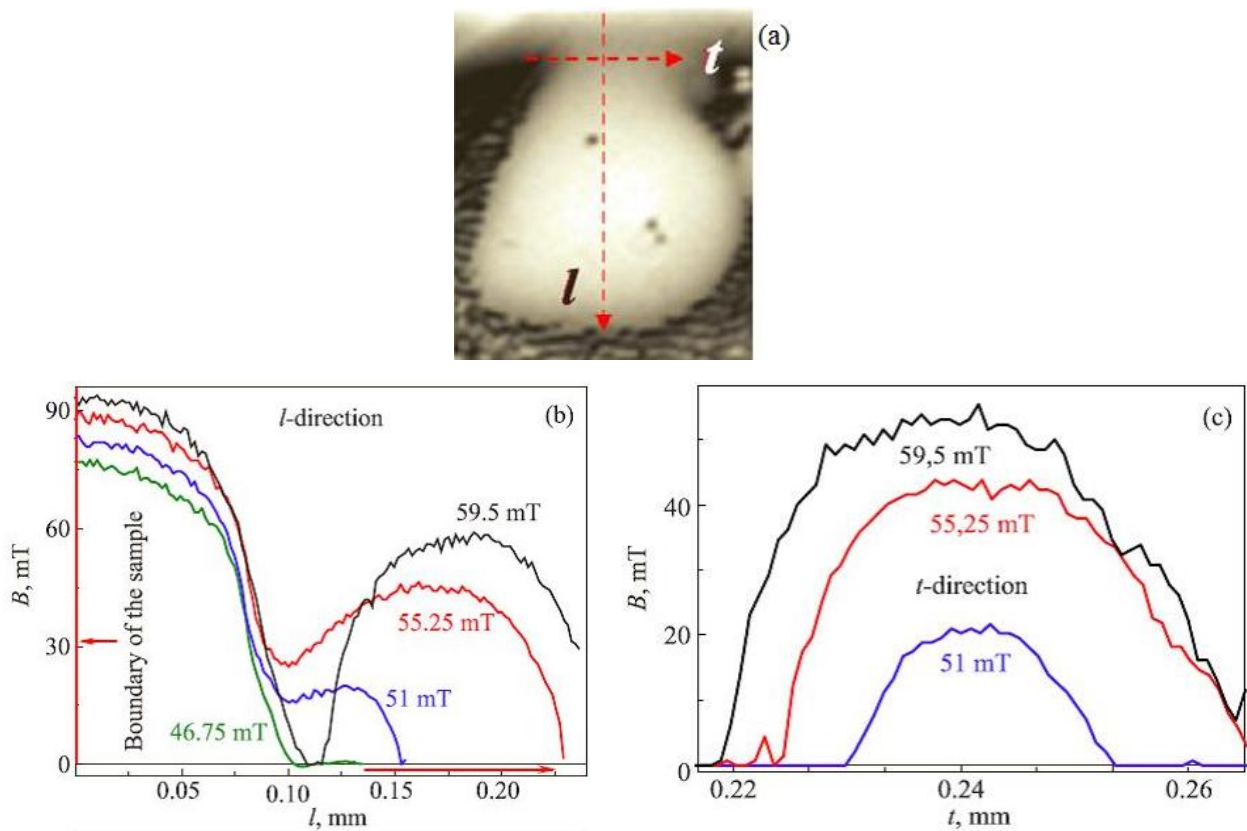 (a)
t
l
l-direction
(b)
90
60
30
0
B, mT
Boundary of the sample
59.5 mT
55.25 mT
51 mT
46.75 mT
0.05
0.10
0.15
0.20
l, mm
(c)
59,5 mT
55,25 mT
t-direction
51 mT
40
20
0
B, mT
0.22
0.24
0.26
t, mm